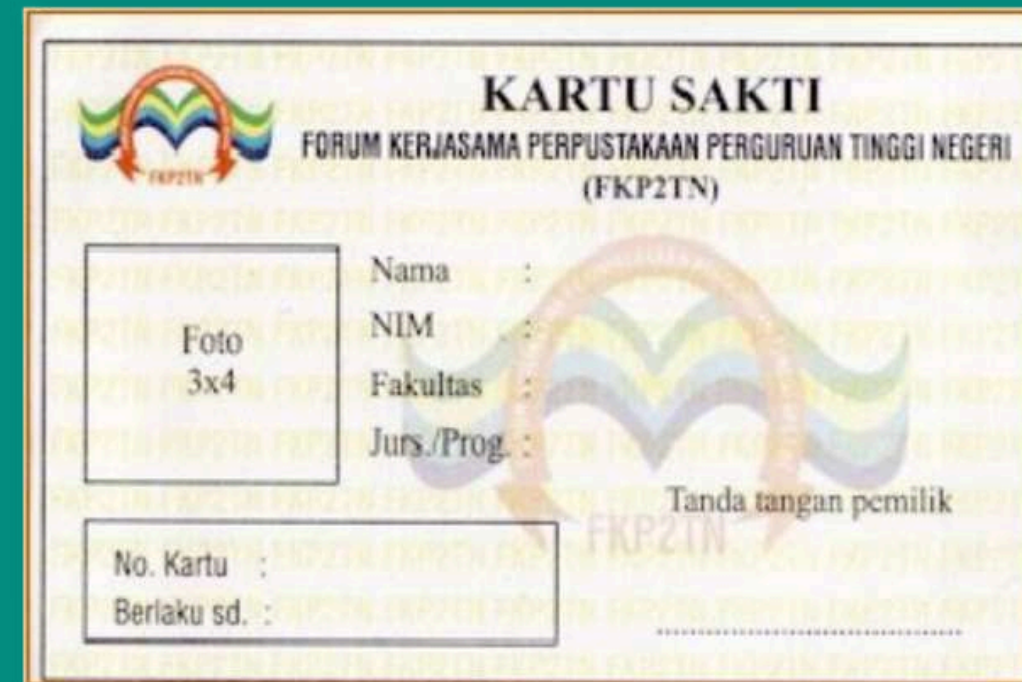 KARTU SAKTI
FORUM KERJASAMA PERPUSTAKAAN PERGURUAN TINGGI NEGERI
(FKP2TN)
FKP2TN
Foto
3x4
Nama :
NIM :
Fakultas :
Jurs./Prog. :
Tanda tangan pemilik
FKP2TN
No. Kartu :
Berlaku sd. :